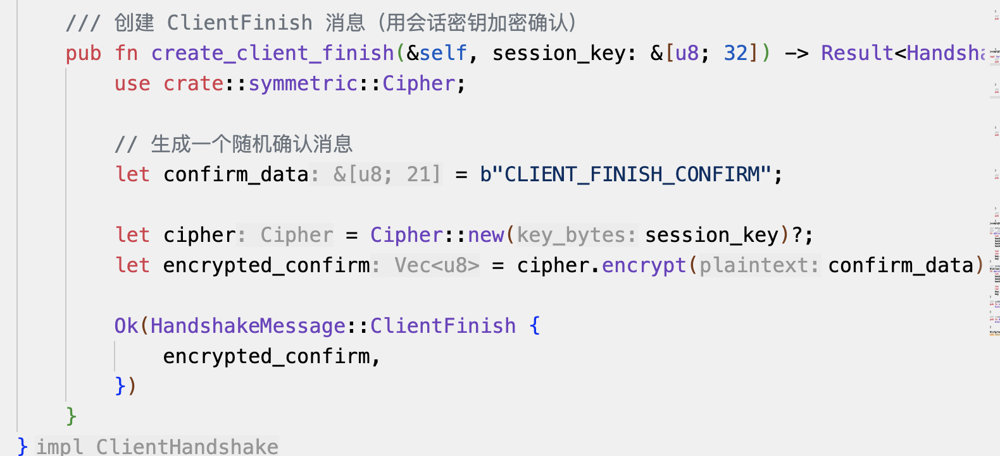 /// 创建 ClientFinish 消息（用会话密钥加密确认）
pub fn create_client_finish(&self, session_key: &[u8; 32]) -> Result<Handsha
use crate::symmetric::Cipher;
// 生成一个随机确认消息
let confirm_data: &[u8; 21] = b"CLIENT_FINISH_CONFIRM";
let cipher: Cipher = Cipher::new(key_bytes: session_key)?;
let encrypted_confirm: Vec<u8> = cipher.encrypt(plaintext: confirm_data)
Ok(HandshakeMessage::ClientFinish {
encrypted_confirm,
})
}
} impl ClientHandshake